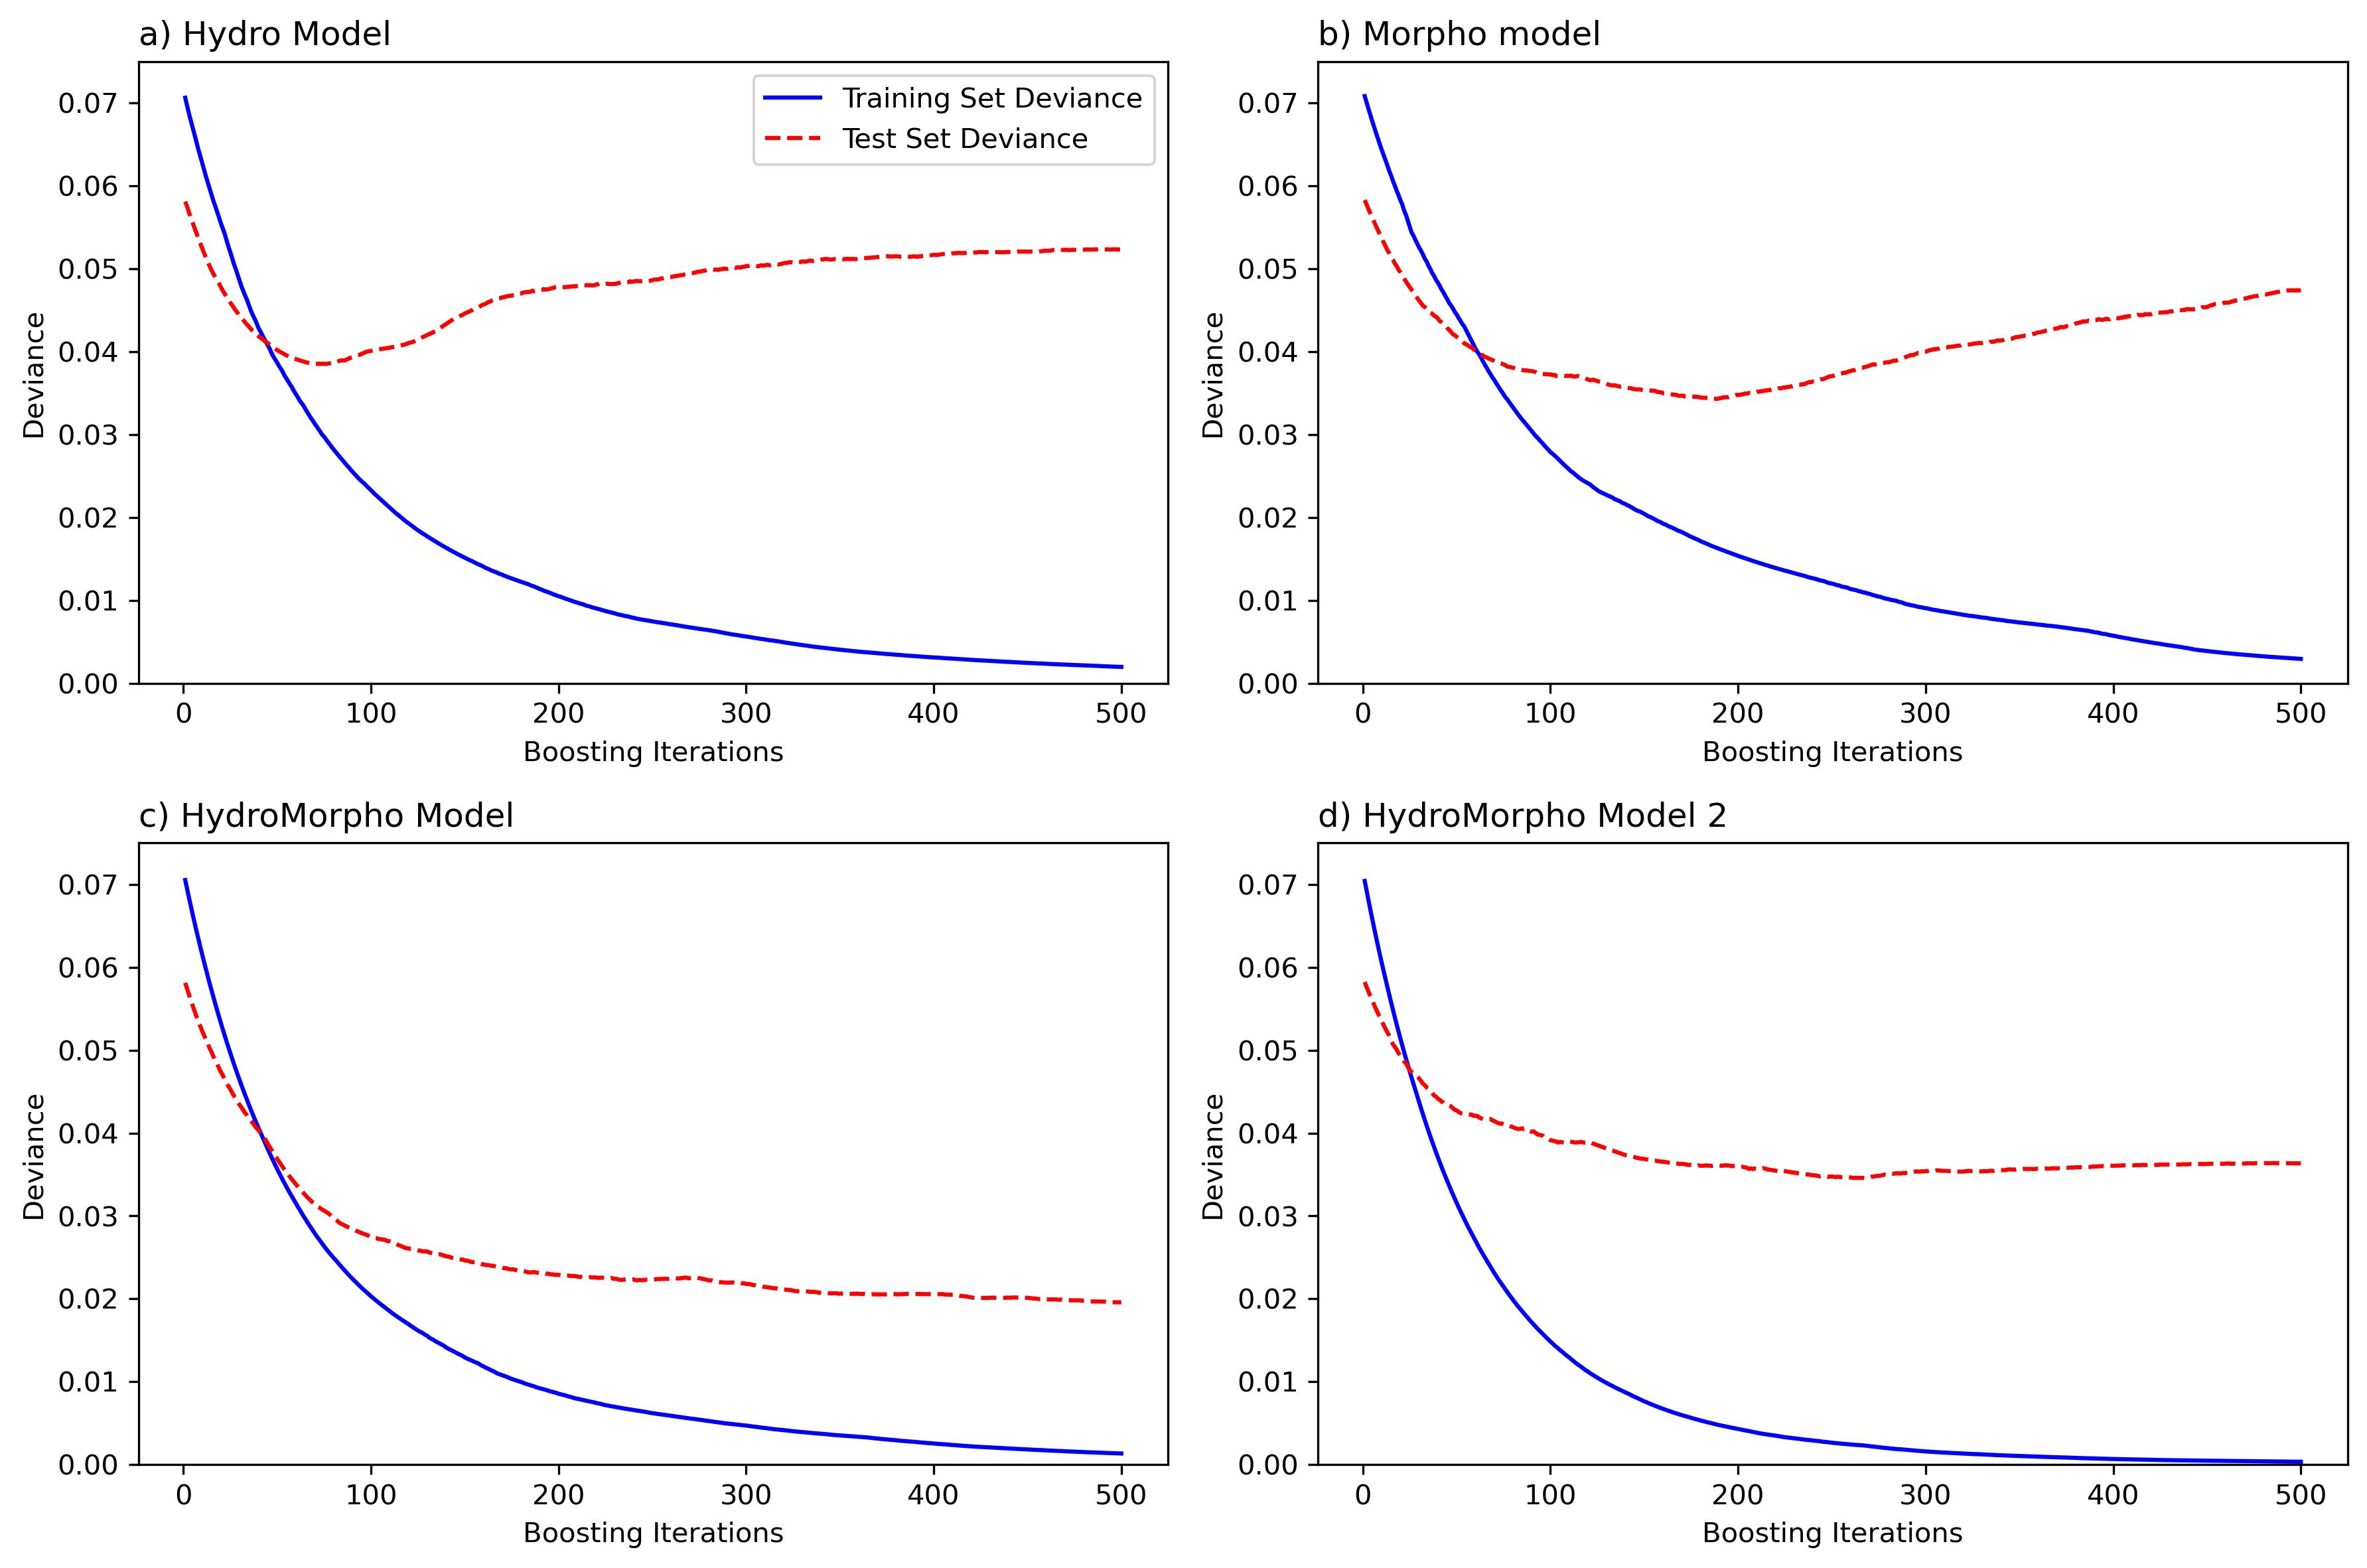 a) Hydro Model
Deviance
0.07
0.06
0.05
0.04
0.03
0.02
0.01
0.00
0 100 200 300 400 500
Boosting Iterations
Training Set Deviance
Test Set Deviance
b) Morpho model
Deviance
0.07
0.06
0.05
0.04
0.03
0.02
0.01
0.00
0 100 200 300 400 500
Boosting Iterations
c) HydroMorpho Model
Deviance
0.07
0.06
0.05
0.04
0.03
0.02
0.01
0.00
0 100 200 300 400 500
Boosting Iterations
d) HydroMorpho Model 2
Deviance
0.07
0.06
0.05
0.04
0.03
0.02
0.01
0.00
0 100 200 300 400 500
Boosting Iterations